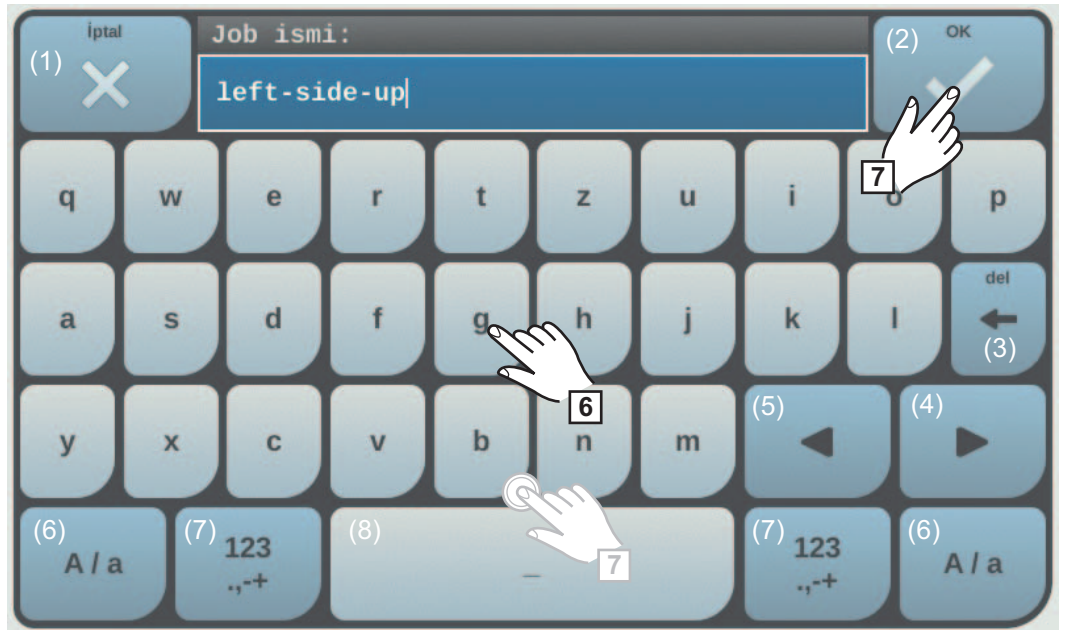 İptal
(1)
Job ismi:
left-side-up
(2) OK
7
q w e r t z u i o p
a s d f g h j k l
del
(3)
6
y x c v b n m
(5) (4)
7
(6) A / a
(7) 123
.,-+
(8) _
(7) 123
.,-+
(6) A / a